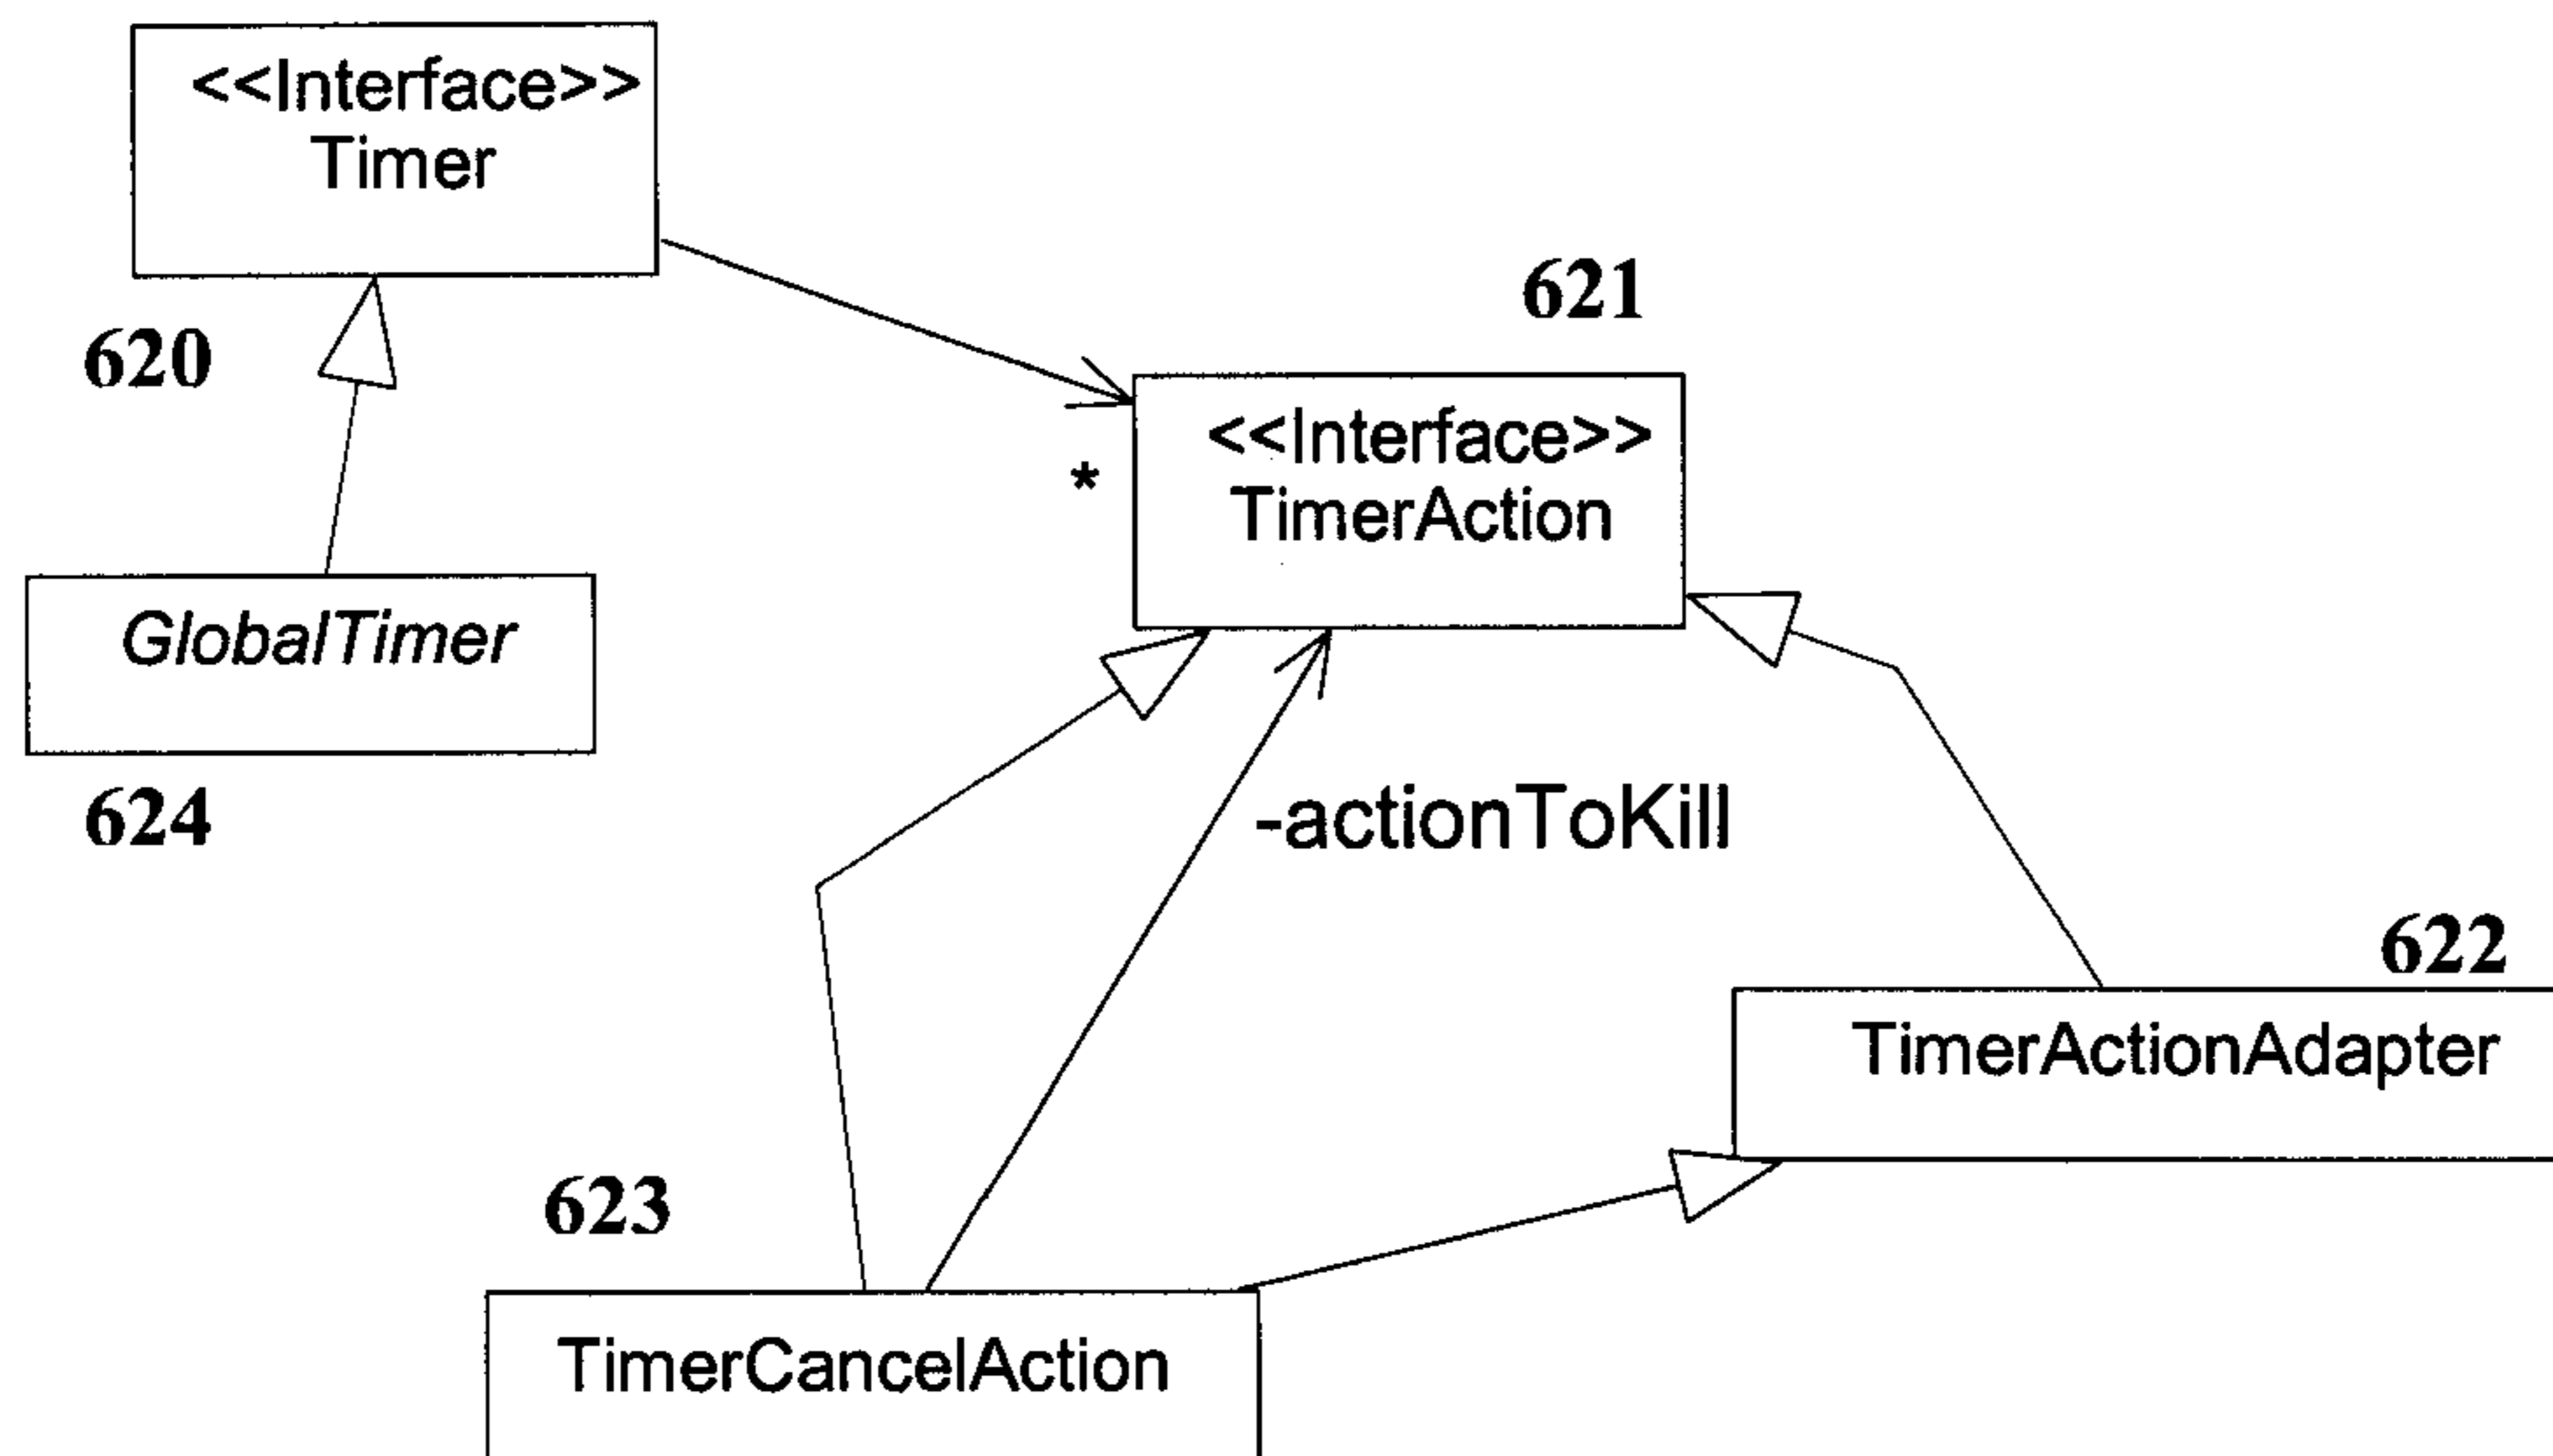 <<Interface>>
Timer
620
621
<<Interface>>
TimerAction
*
GlobalTimer
624
-actionToKill
622
TimerActionAdapter
623
TimerCancelAction